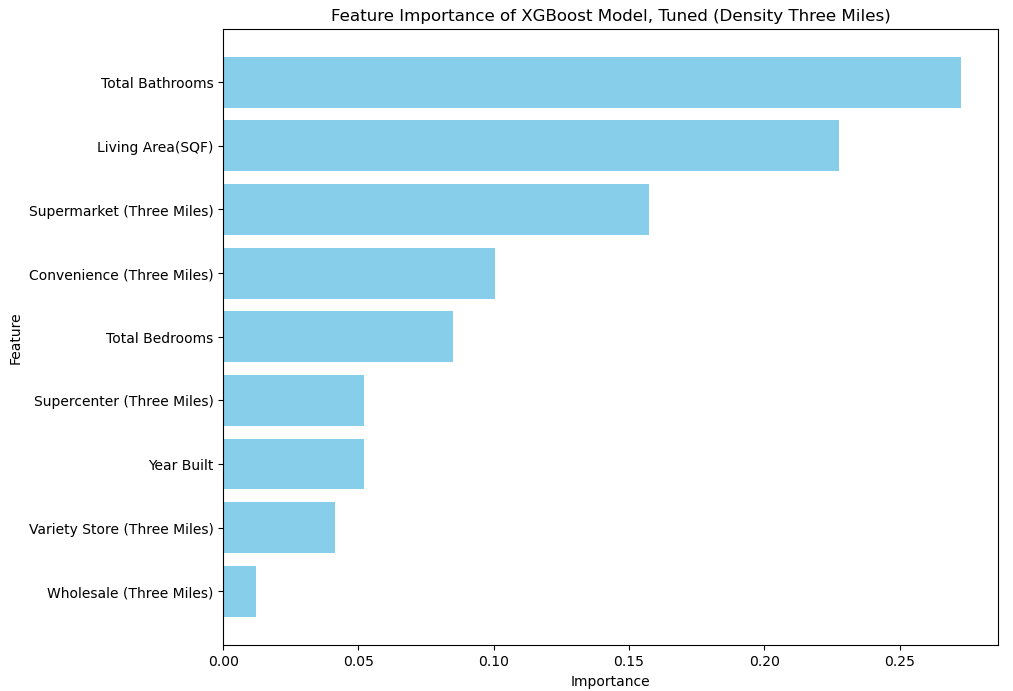 Feature Importance of XGBoost Model, Tuned (Density Three Miles)
Feature
Total Bathrooms
Living Area(SQF)
Supermarket (Three Miles)
Convenience (Three Miles)
Total Bedrooms
Supercenter (Three Miles)
Year Built
Variety Store (Three Miles)
Wholesale (Three Miles)
0.00 0.05 0.10 0.15 0.20 0.25
Importance